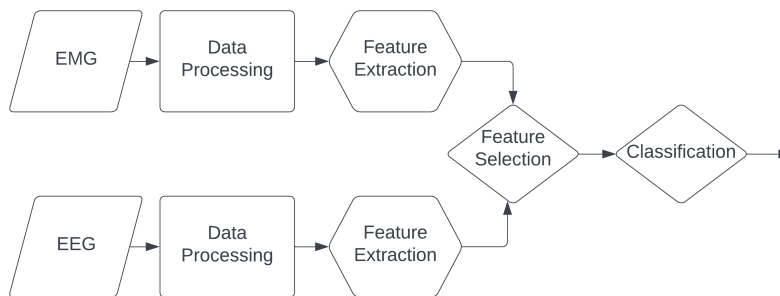 EMG
Data
Processing
Feature
Extraction
Feature
Selection
Classification
EEG
Data
Processing
Feature
Extraction